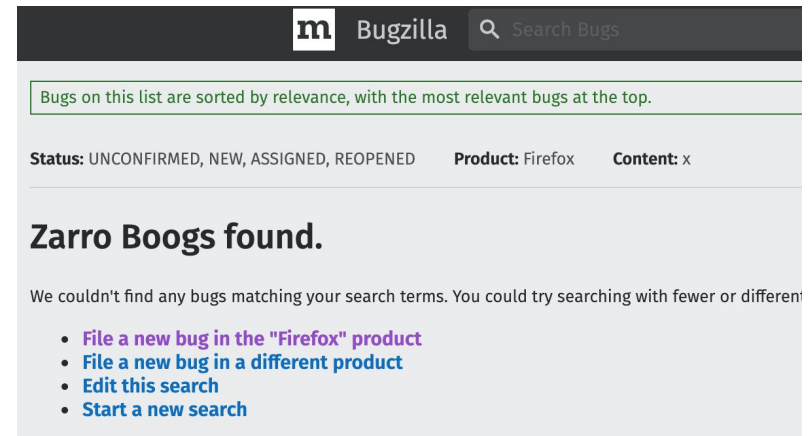 m Bugzilla Search Bugs
Bugs on this list are sorted by relevance, with the most relevant bugs at the top.
Status: UNCONFIRMED, NEW, ASSIGNED, REOPENED Product: Firefox Content: x
Zarro Boogs found.
We couldn't find any bugs matching your search terms. You could try searching with fewer or different
File a new bug in the "Firefox" product
File a new bug in a different product
Edit this search
Start a new search